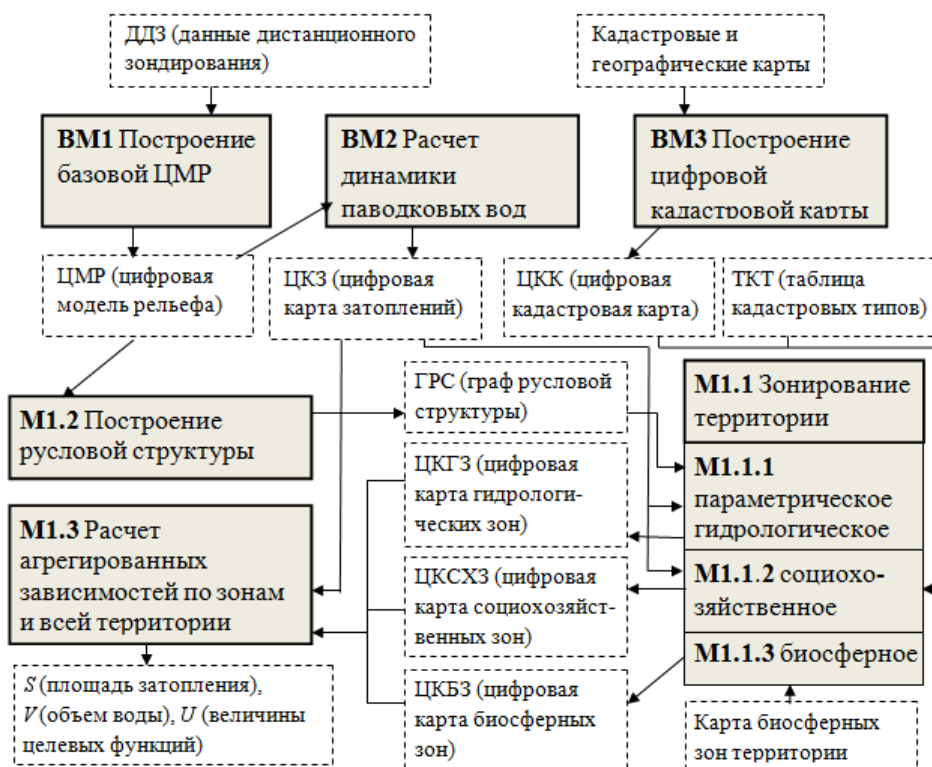 ДДЗ (данные дистанционного
зондирования)
Кадастровые и
географические карты
ВМ1 Построение
базовой ЦМР
ВМ2 Расчет
динамики
паводковых вод
ВМ3 Построение
цифровой
кадастровой карты
ЦМР (цифровая
модель рельефа)
ЦКЗ (цифровая
карта затоплений)
ЦКК (цифровая
кадастровая карта)
ТКТ (таблица
кадастровых типов)
М1.2 Построение
русловой структуры
ГРС (граф русловой
структуры)
М1.1 Зонирование
территории
ЦКГЗ (цифровая
карта гидрологи-
ческих зон)
М1.1.1
параметрическое
гидрологическое
М1.3 Расчет
агрегированных
зависимостей по зонам
и всей территории
ЦКСХЗ (цифровая
карта социохозяйст-
венных зон)
М1.1.2 социохо-
зяйственное
М1.1.3 биосферное
S (площадь затопления),
V (объем воды), U (величины
целевых функций)
ЦКБЗ (цифровая
карта биосферных
зон)
Карта биосферных
зон территории